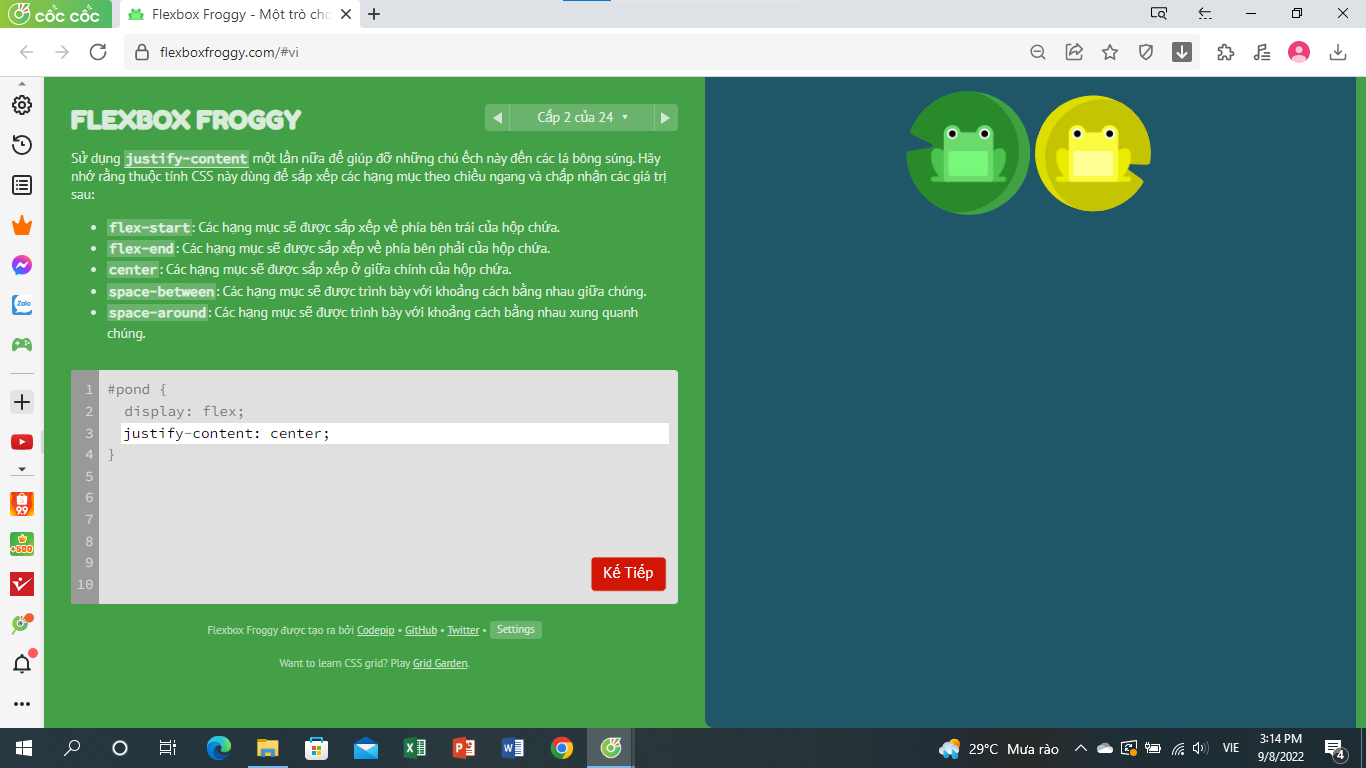 cốc cốc
Flexbox Froggy - Một trò chơ
flexboxfroggy.com/#vi
FLEXBOX FROGGY
Cấp 2 của 24
Sử dụng justify-content một lần nữa để giúp đỡ những chú ếch này đến các lá bông súng. Hãy
nhớ rằng thuộc tính CSS này dùng để sắp xếp các hạng mục theo chiều ngang và chấp nhận các giá trị
sau:
• flex-start: Các hạng mục sẽ được sắp xếp về phía bên trái của hộp chứa.
• flex-end: Các hạng mục sẽ được sắp xếp về phía bên phải của hộp chứa.
• center: Các hạng mục sẽ được sắp xếp ở giữa chính của hộp chứa.
• space-between: Các hạng mục sẽ được trình bày với khoảng cách bằng nhau giữa chúng.
• space-around: Các hạng mục sẽ được trình bày với khoảng cách bằng nhau xung quanh
chúng.
1 #pond {
2 display: flex;
3 justify-content: center;
4 }
5
6
7
8
9
10
Kế Tiếp
Flexbox Froggy được tạo ra bởi Codepip • GitHub • Twitter • Settings
Want to learn CSS grid? Play Grid Garden.
Zalo
9.9
+500
29°C Mưa rào
VIE
3:14 PM
9/8/2022
4